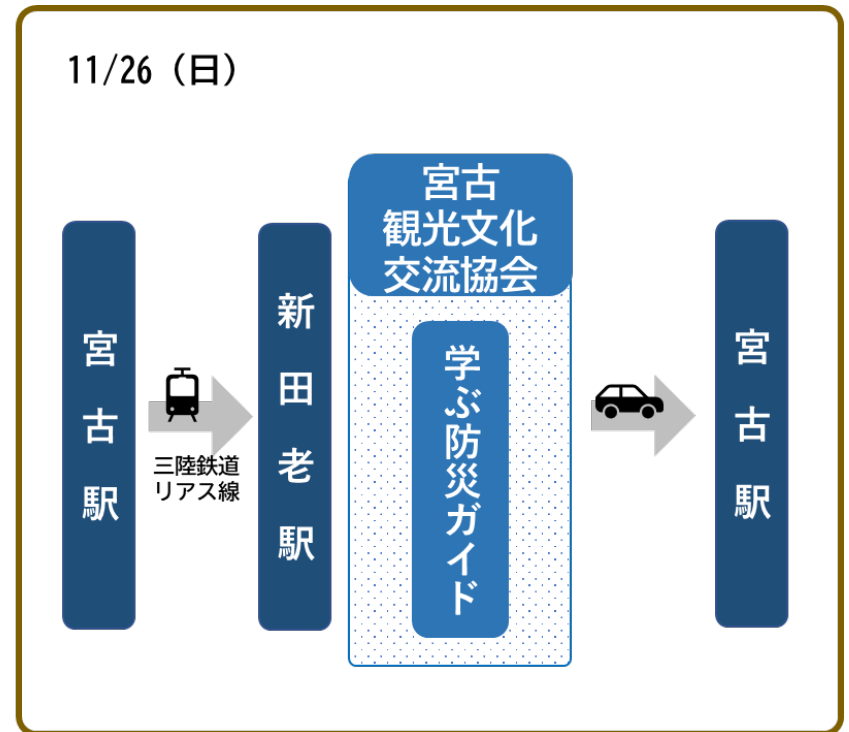 11/26（日）
宮古駅
三陸鉄道
リアス線
新田老駅
宮古
観光文化
交流協会
学ぶ防災ガイド
宮古駅